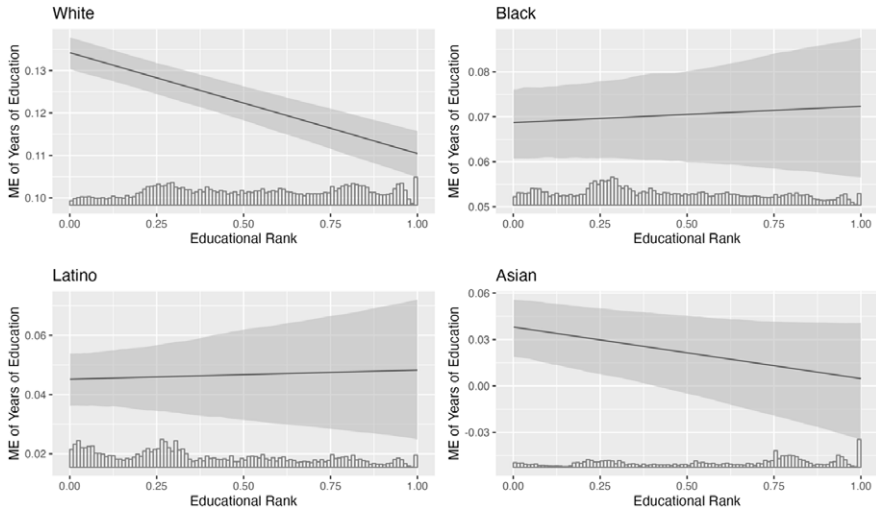 White
ME of Years of Education
0.13
0.12
0.11
0.10
0.00 0.25 0.50 0.75 1.00
Educational Rank
Black
ME of Years of Education
0.08
0.07
0.06
0.05
0.00 0.25 0.50 0.75 1.00
Educational Rank
Latino
ME of Years of Education
0.06
0.04
0.02
0.00 0.25 0.50 0.75 1.00
Educational Rank
Asian
ME of Years of Education
0.06
0.03
0.00
-0.03
0.00 0.25 0.50 0.75 1.00
Educational Rank